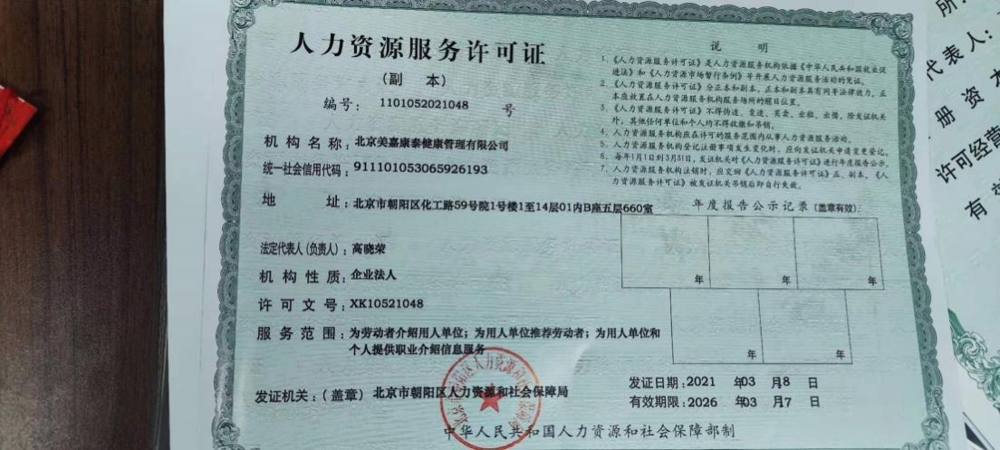 人力资源服务许可证
(副 本)
编号: 1101052021048 号
机构名称: 北京美嘉康泰健康管理有限公司
统一社会信用代码: 911101053065926193
地 址: 北京市朝阳区化工路59号院1号楼1至14层01内B座五层660室
法定代表人(负责人): 高晓荣
机构性质: 企业法人
许可文号: XK10521048
服务范围: 为劳动者介绍用人单位;为用人单位推荐劳动者;为用人单位和
个人提供职业介绍信息服务
发证机关:(盖章) 北京市朝阳区人力资源和社会保障局
说 明
1、《人力资源服务许可证》是人力资源服务机构依据《中华人民共和国就业促
进法》和《人力资源市场暂行条例》等开展人力资源服务活动的凭证。
2、《人力资源服务许可证》分正本和副本,正本和副本具有同等法律效力,正
本应放置在人力资源服务机构服务场所的醒目位置。
3、《人力资源服务许可证》不得伪造、变造、买卖、出租、出借,除发证机关
外,其他任何单位和个人均不得收缴和吊销。
4、人力资源服务机构应在许可的服务范围内从事人力资源服务活动。
5、人力资源服务机构登记注册事项发生变化时,应向发证机关申请变更登记。
6、每年1月1日到3月31日,发证机关对《人力资源服务许可证》进行年度报告公示。
7、人力资源服务机构注销时,应交回《人力资源服务许可证》正、副本,《人
力资源服务许可证》被发证机关吊销后即自行失效。
年度报告公示记录(盖章有效):
年 年 年
年 年
发证日期: 2021 年 03 月 8 日
有效期限: 2026 年 03 月 7 日
中华人民共和国人力资源和社会保障部制
所:
代表人:
册资本
许可经营
有效